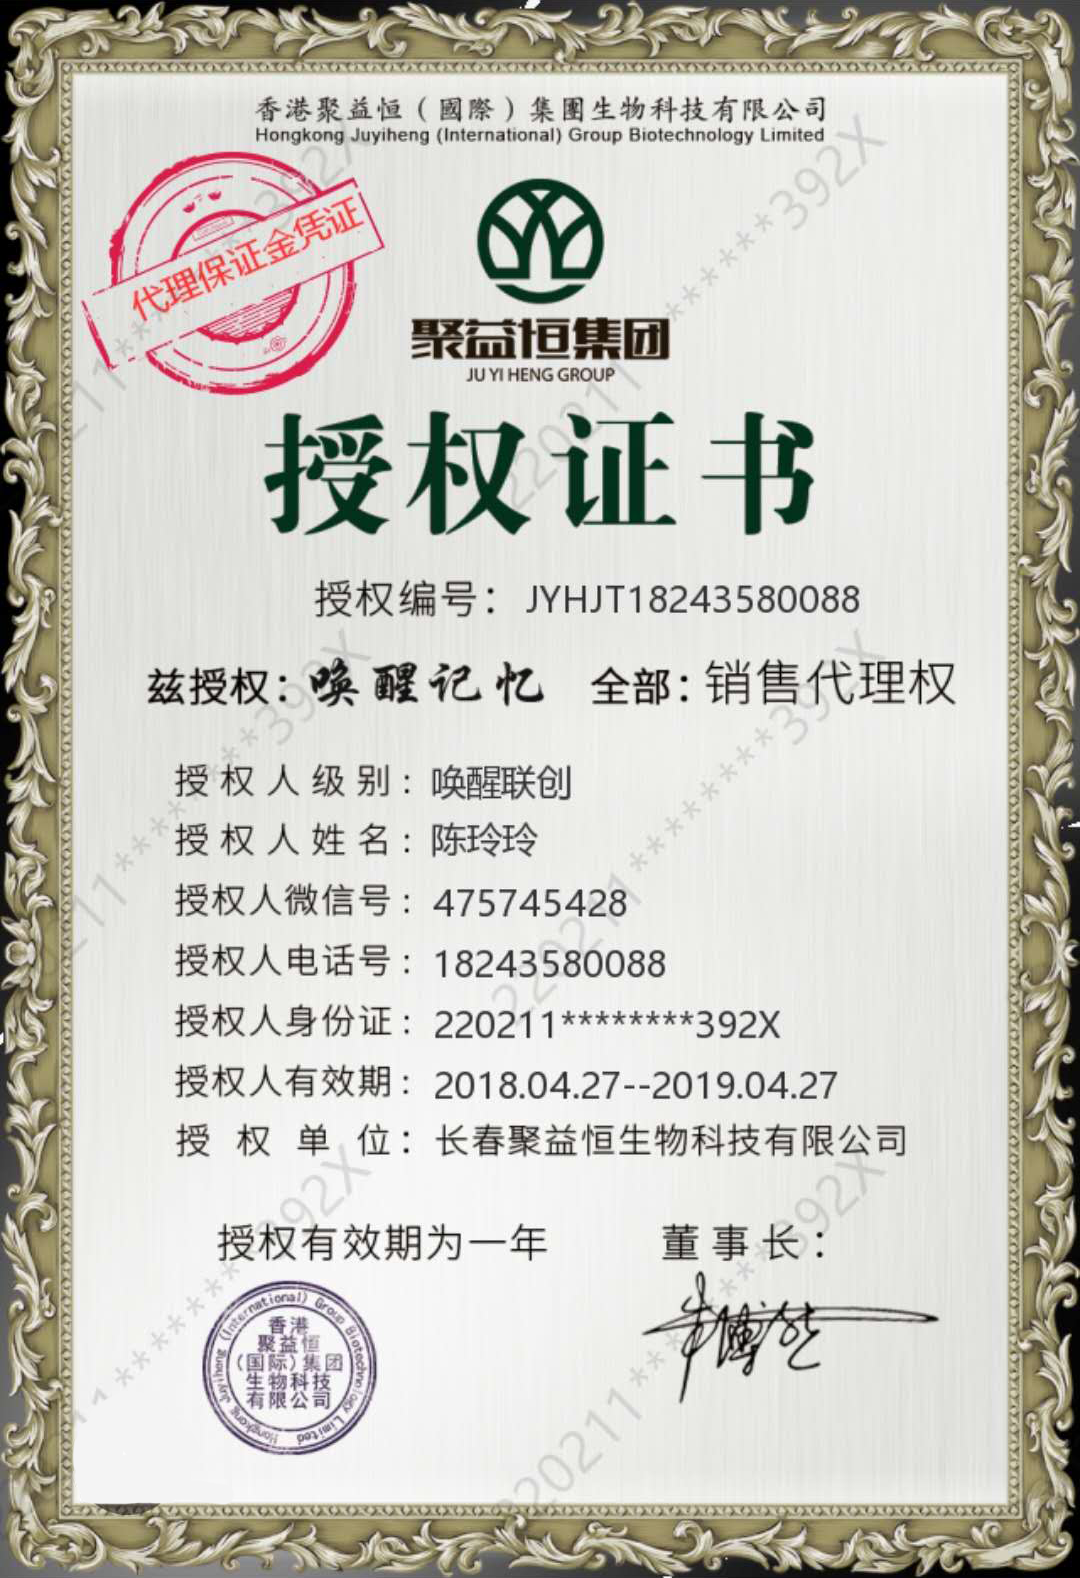 香港聚益恒（國際）集團生物科技有限公司
Hongkong Juyiheng (International) Group Biotechnology Limited
代理保证金凭证
聚益恒集团
JU YI HENG GROUP
授权证书
授权编号：JYHJT18243580088
兹授权：唤醒记忆 全部：销售代理权
授权人级别：唤醒联创
授权人姓名：陈玲玲
授权人微信号：475745428
授权人电话号：18243580088
授权人身份证：220211********392X
授权人有效期：2018.04.27--2019.04.27
授权单位：长春聚益恒生物科技有限公司
授权有效期为一年 董事长：
Hongkong Juyiheng (International) Group Biotechnology Limited
香港
聚益恒
（国际）集团
生物科技
有限公司
220211********392X